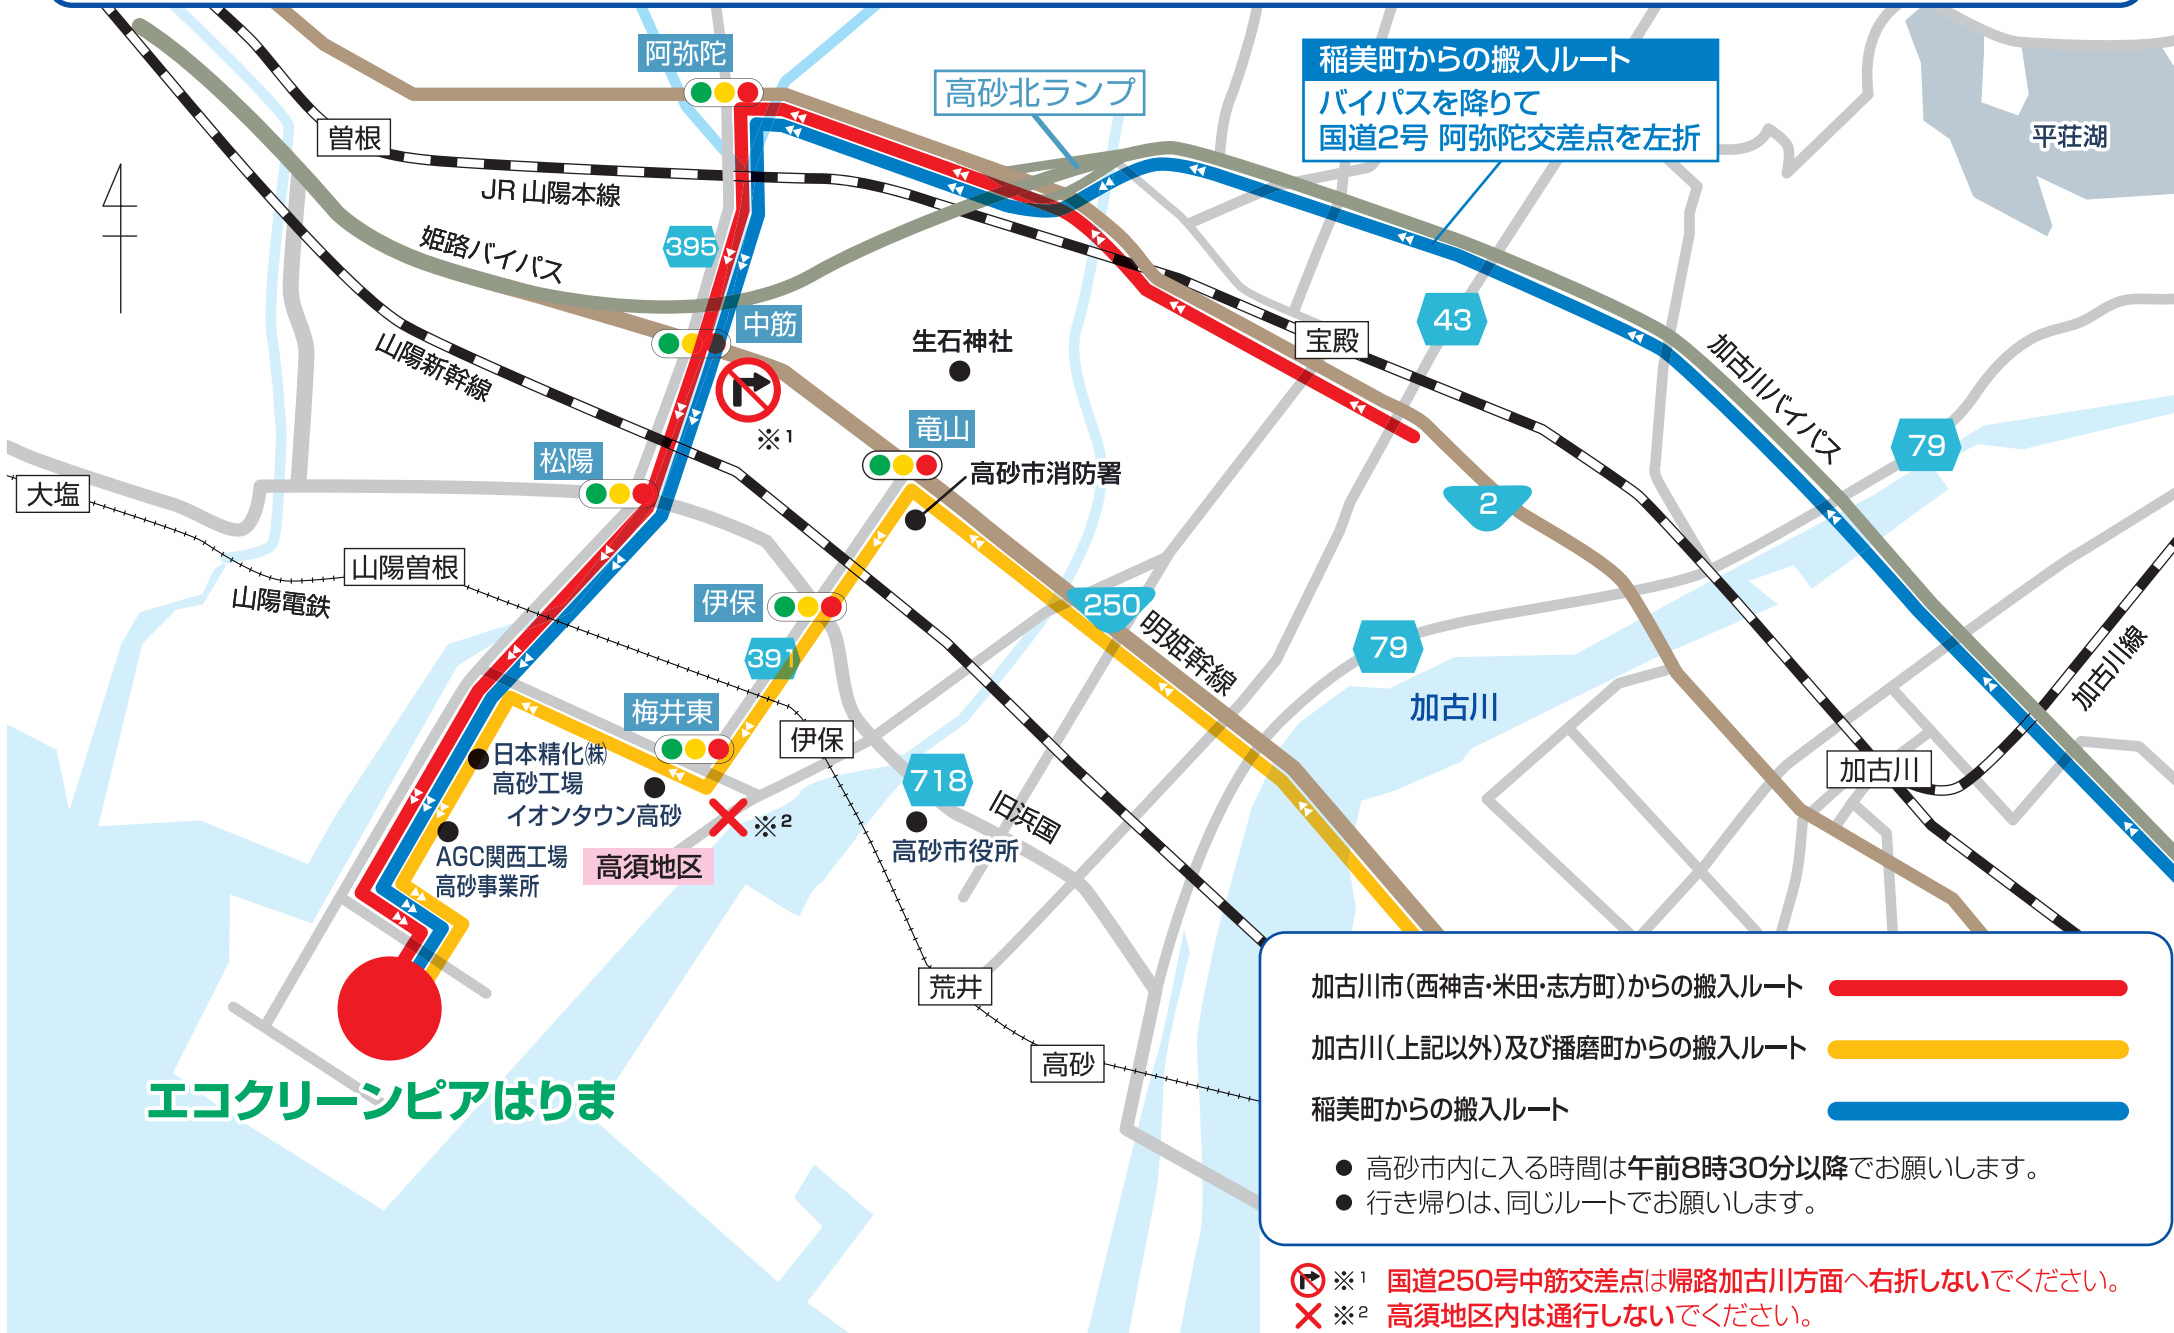 阿弥陀
高砂北ランプ
稲美町からの搬入ルート
バイパスを降りて
国道2号 阿弥陀交差点を左折
平荘湖
曽根
JR 山陽本線
姫路バイパス
395
中筋
※1
生石神社
43
宝殿
加古川バイパス
山陽新幹線
竜山
高砂市消防署
79
松陽
大塩
2
山陽曽根
山陽電鉄
伊保
250
明姫幹線
391
79
加古川
加古川線
梅井東
伊保
日本精化㈱
高砂工場
イオンタウン高砂
※2
718
旧浜国
高砂市役所
加古川
AGC関西工場
高砂事業所
高須地区
荒井
高砂
エコクリーンピアはりま
加古川市(西神吉・米田・志方町)からの搬入ルート
加古川(上記以外)及び播磨町からの搬入ルート
稲美町からの搬入ルート
● 高砂市内に入る時間は午前8時30分以降でお願いします。
● 行き帰りは、同じルートでお願いします。
※1 国道250号中筋交差点は帰路加古川方面へ右折しないでください。
※2 高須地区内は通行しないでください。